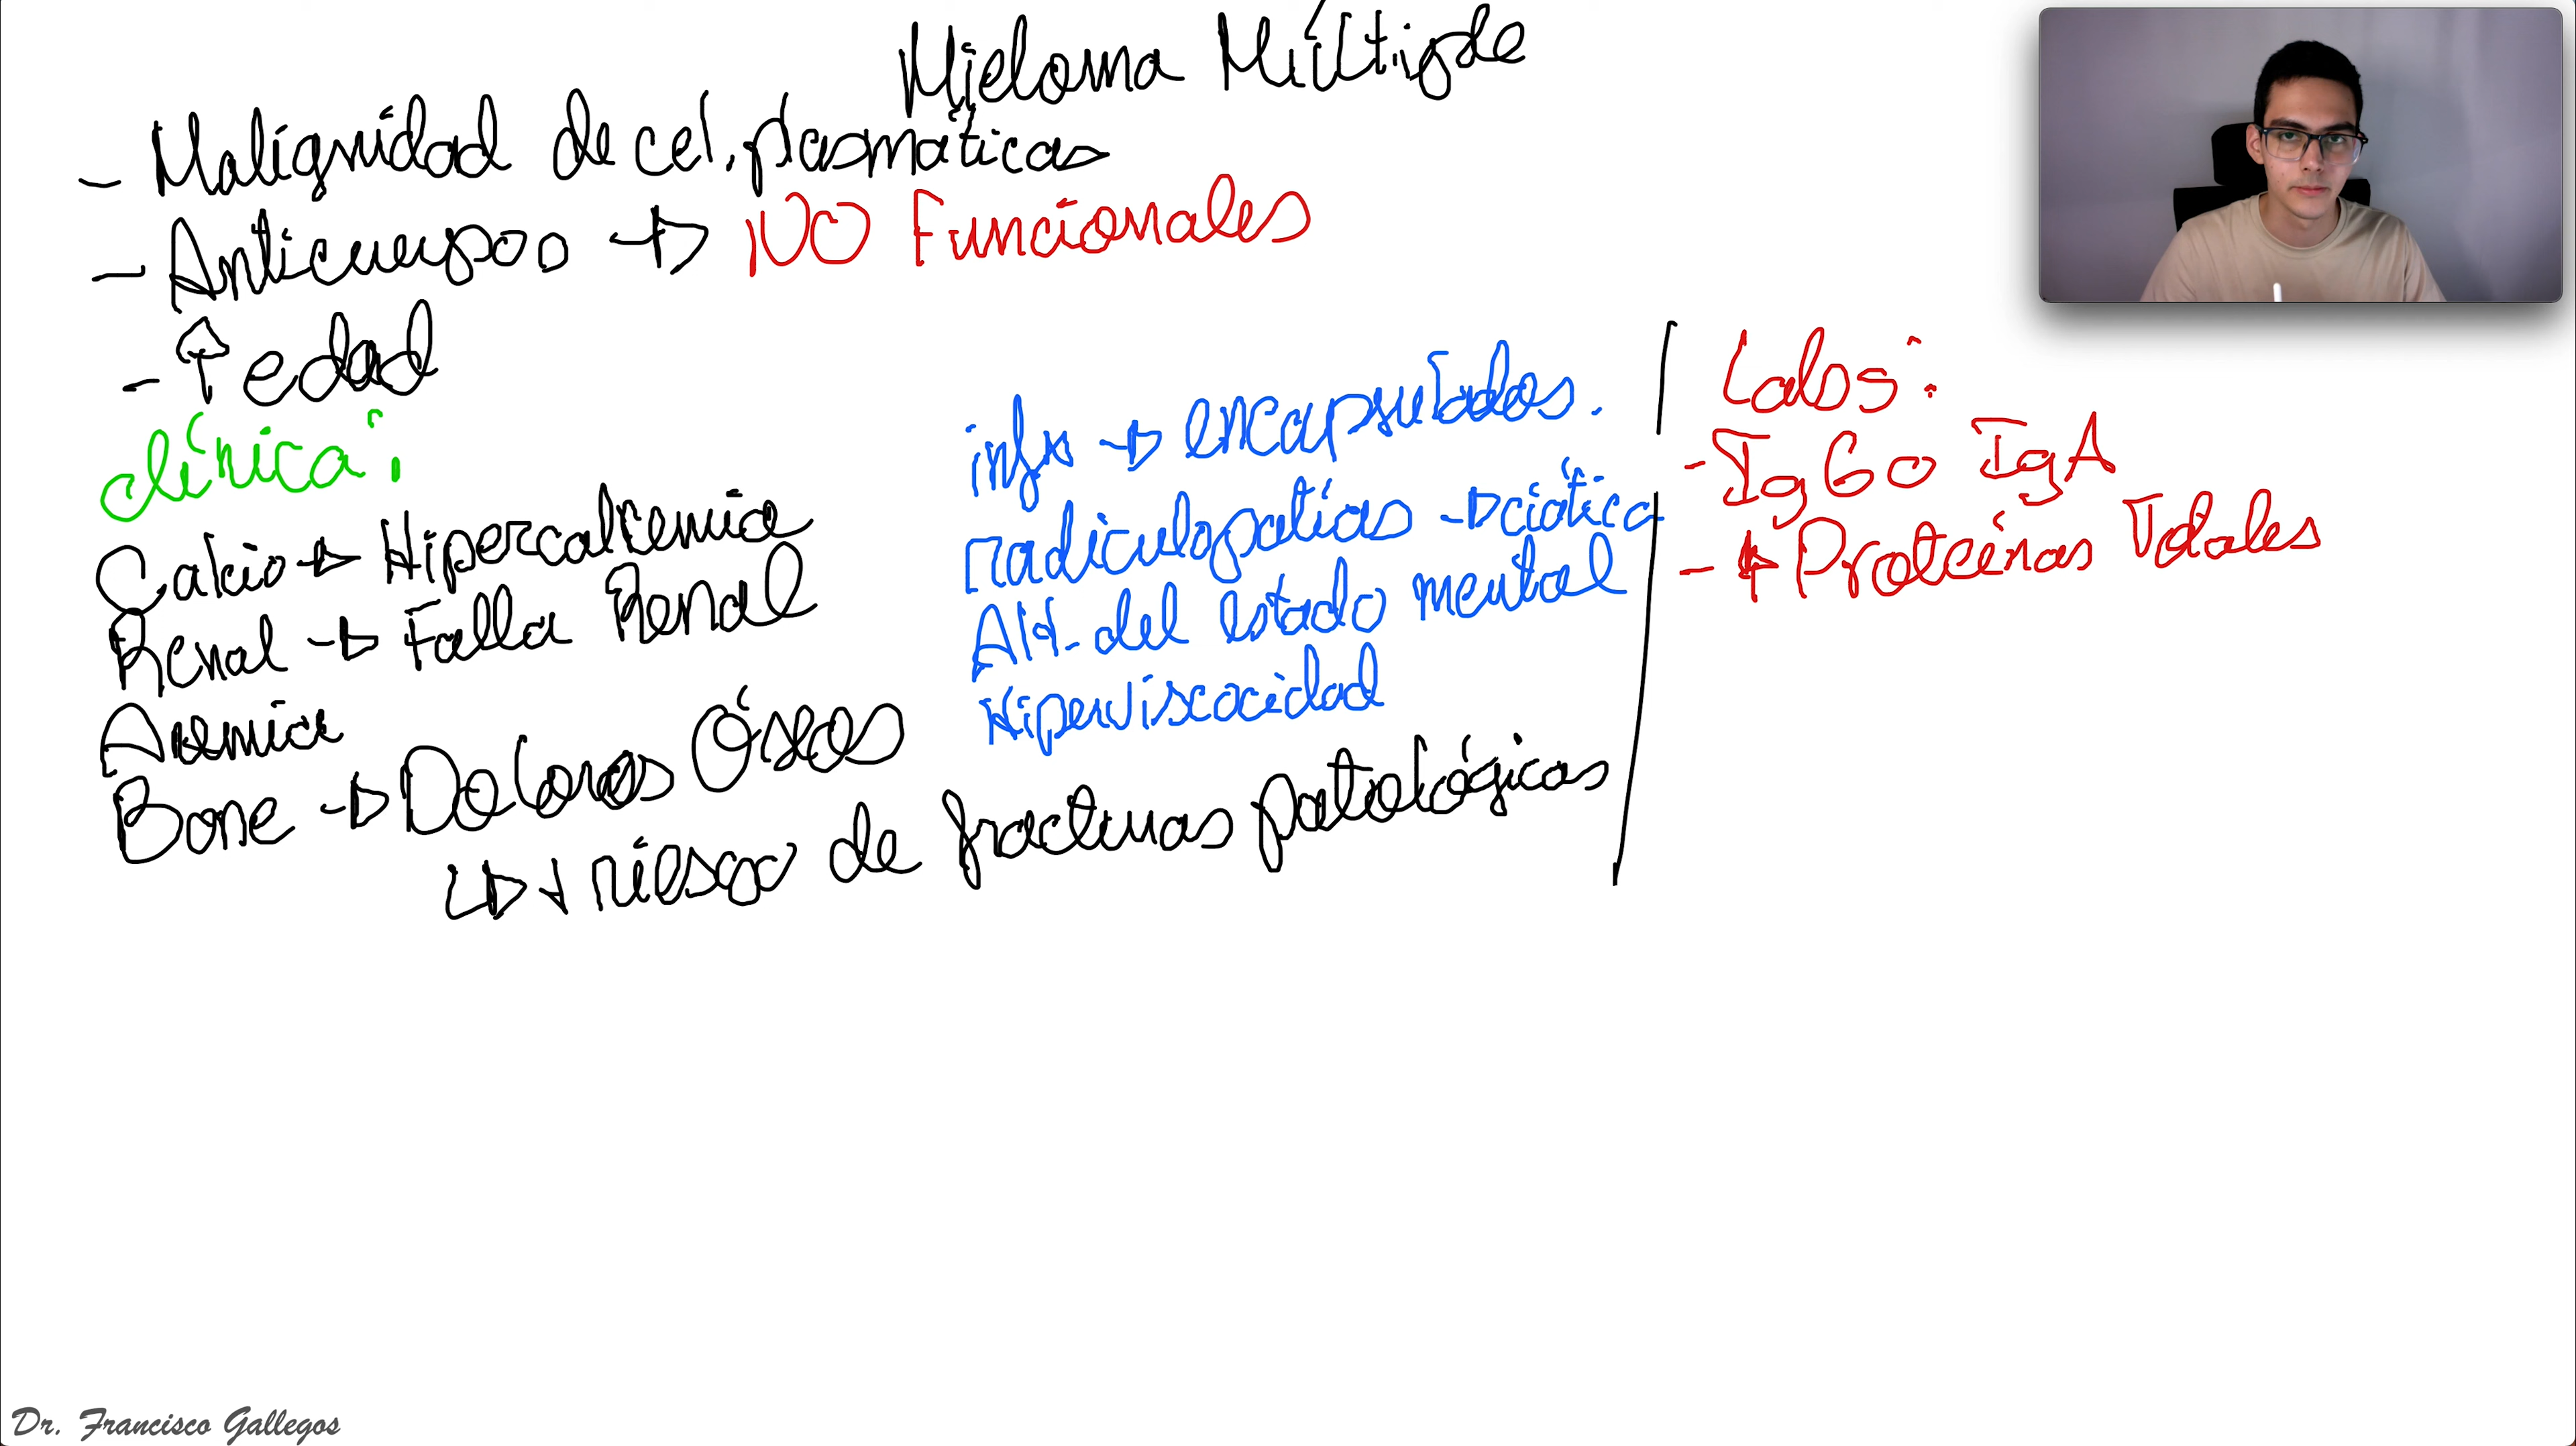 Mieloma Múltiple
- Malignidad de cel. plasmáticas
- Anticuerpos → NO Funcionales
- ↑ edad
clínica:
Calcio → Hipercalcemia
Renal → Falla Renal
Anemia
Bone → Dolores Óseos
↳ + riesgo de fracturas patológicas
infx → encapsulados.
radiculopatías → ciática
Alt. del estado mental
Hiperviscocidad
Labs:
- IgG o IgA
- ↑ Proteínas Totales
Dr. Francisco Gallegos